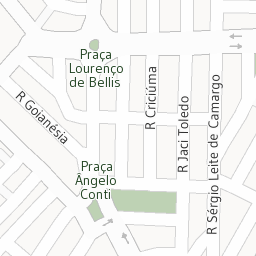 Praça
Lourenço
de Bellis
R Goianésia
R Criciúma
R Jaci Toledo
R Sérgio Leite de Camargo
Praça
Ângelo
Conti